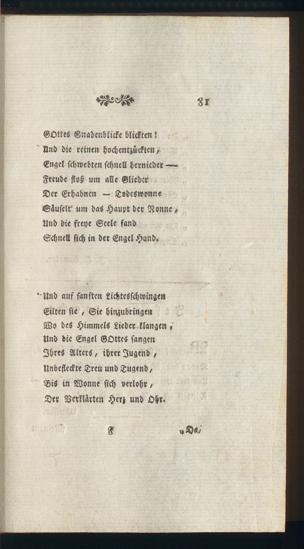 81
GOttes Gnadenblicke blickten!
Und die reinen hochentzückten,
Engel schwebten schnell hernieder —
Freude floß um alle Glieder
Der Erhabnen — Todeswonne
Säuselt' um das Haupt der Nonne,
Und die freye Seele fand
Schnell sich in der Engel Hand.
Und auf sanften Lichtesschwingen
Eilten sie, Sie hinzubringen
Wo des Himmels Lieder klangen,
Und die Engel GOttes sangen
Ihres Alters, ihrer Jugend,
Unbefleckte Treu und Tugend,
Bis in Wonne sich verlohr,
Der Verklärten Herz und Ohr.
F „Da,